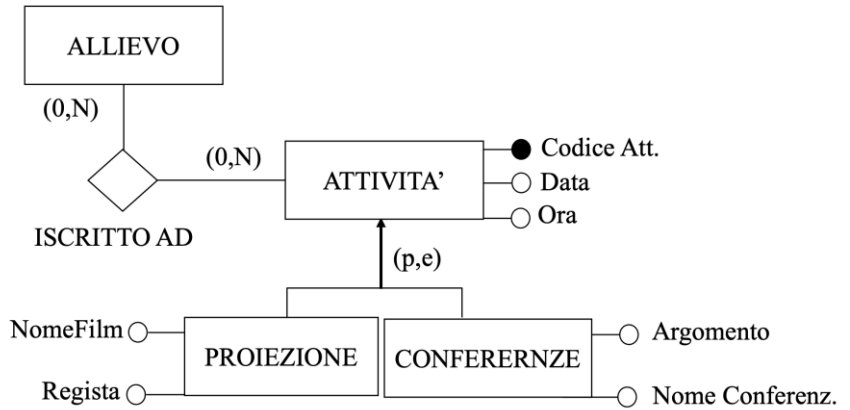 ALLIEVO
(0,N)
(0,N)
ATTIVITA’
Codice Att.
Data
Ora
ISCRITTO AD
(p,e)
NomeFilm
Regista
PROIEZIONE
CONFERERNZE
Argomento
Nome Conferenz.